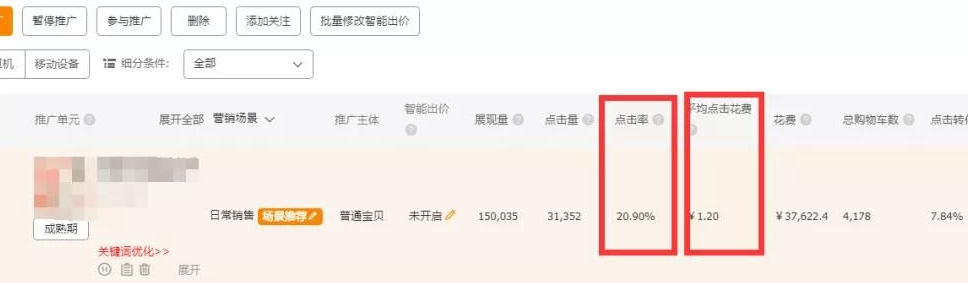 暂停推广 参与推广 删除 添加关注 批量修改智能出价
移动设备 细分条件: 全部
推广单元 展开全部 营销场景 推广主体 智能出价 展现量 点击量 点击率 平均点击花费 花费 总购物车数 点击转
日常销售 场景推荐 普通宝贝 未开启 150,035 31,352 20.90% ¥1.20 ¥37,622.4 4,178 7.84%
成熟期
关键词优化>>
展开